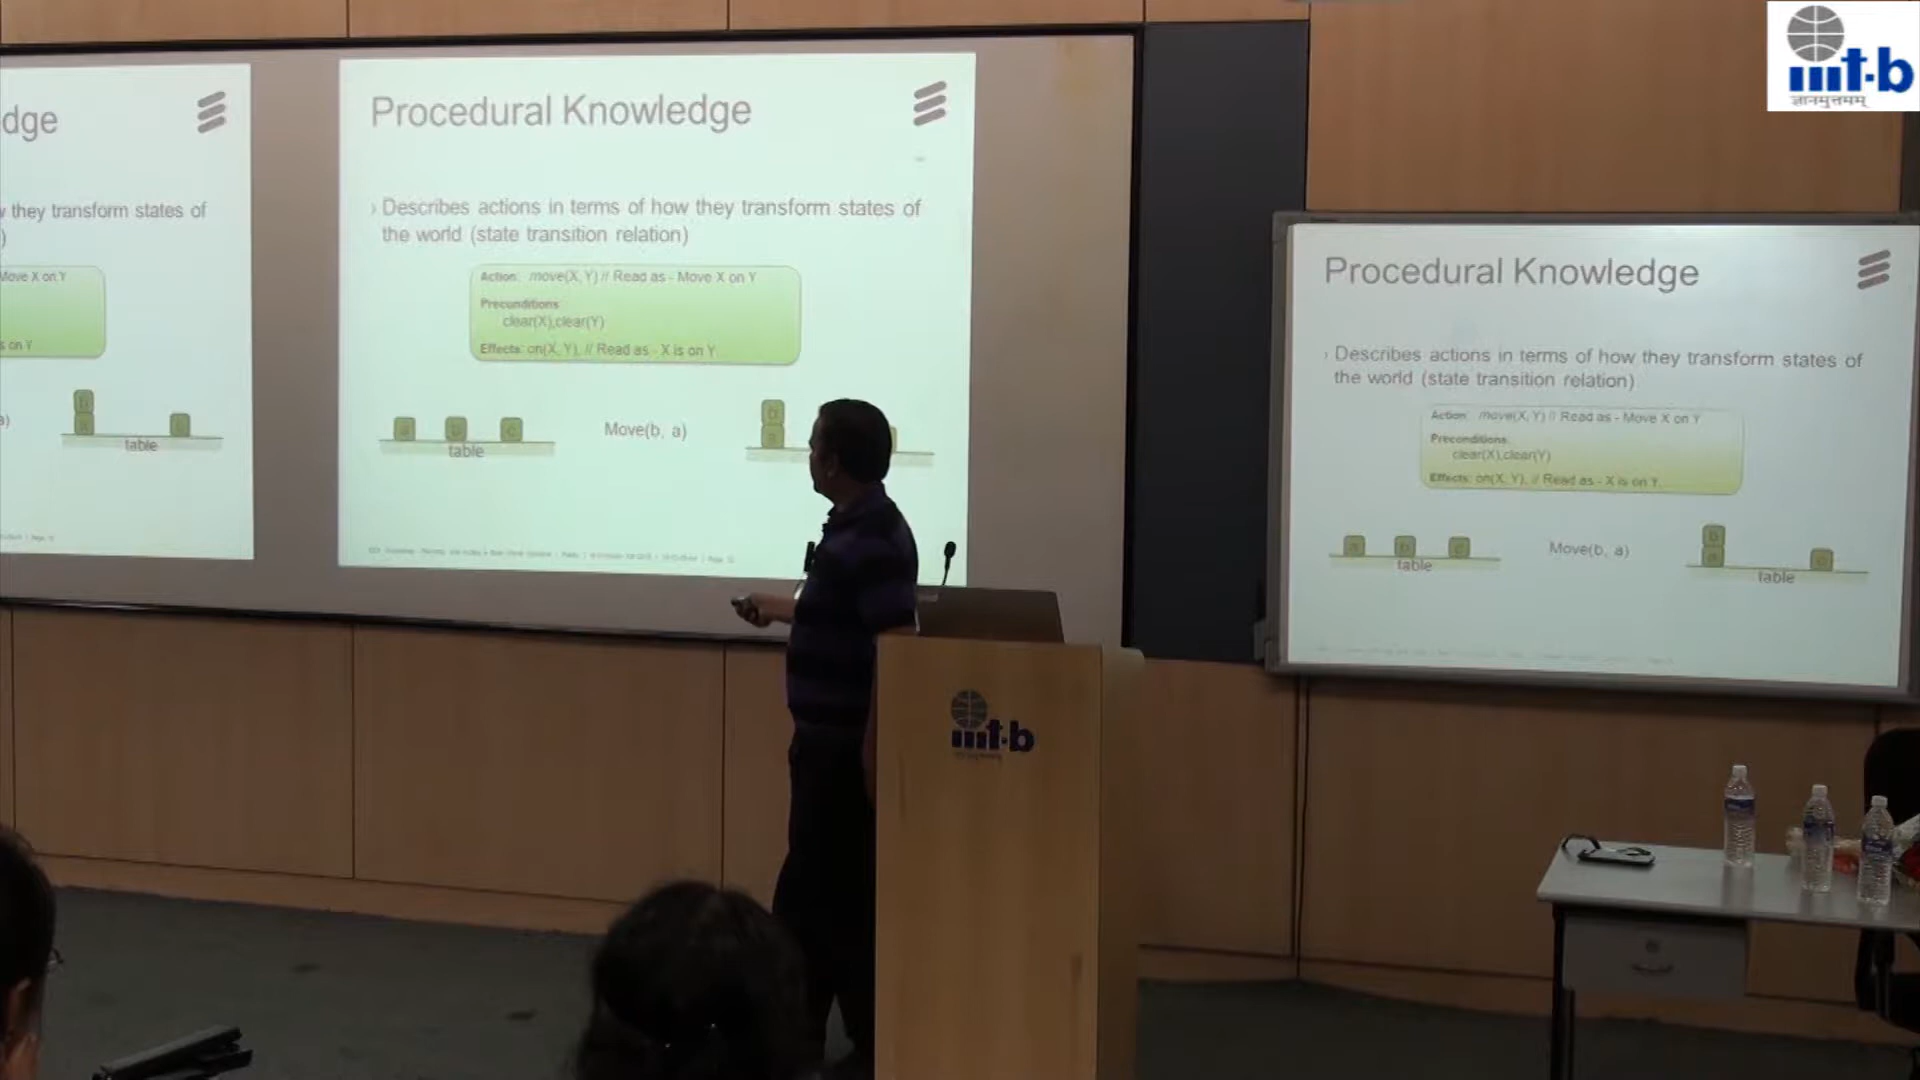 dge
they transform states of
)
Move X on Y
s on Y
a)
b
c
table
Procedural Knowledge
› Describes actions in terms of how they transform states of
the world (state transition relation)
Action: move(X, Y) // Read as - Move X on Y
Preconditions
clear(X),clear(Y)
Effects: on(X, Y), // Read as - X is on Y
a b c
table
Move(b, a)
b
a
Procedural Knowledge
› Describes actions in terms of how they transform states of
the world (state transition relation)
Action: move(X, Y) // Read as - Move X on Y
Preconditions
clear(X),clear(Y)
Effects: on(X, Y), // Read as - X is on Y
a b c
table
Move(b, a)
b
a
c
table
iiit-b
ज्ञानमुत्तमम्
iiit-b